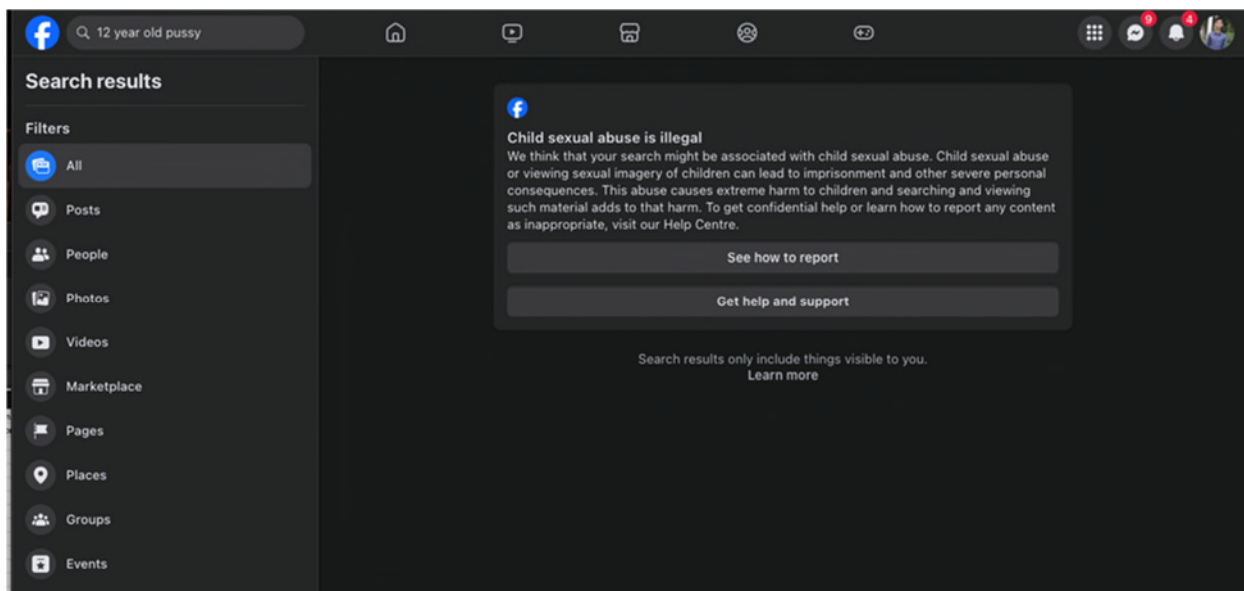 f
12 year old pussy
9
4
Search results
Filters
All
Posts
People
Photos
Videos
Marketplace
Pages
Places
Groups
Events
f
Child sexual abuse is illegal
We think that your search might be associated with child sexual abuse. Child sexual abuse
or viewing sexual imagery of children can lead to imprisonment and other severe personal
consequences. This abuse causes extreme harm to children and searching and viewing
such material adds to that harm. To get confidential help or learn how to report any content
as inappropriate, visit our Help Centre.
See how to report
Get help and support
Search results only include things visible to you.
Learn more